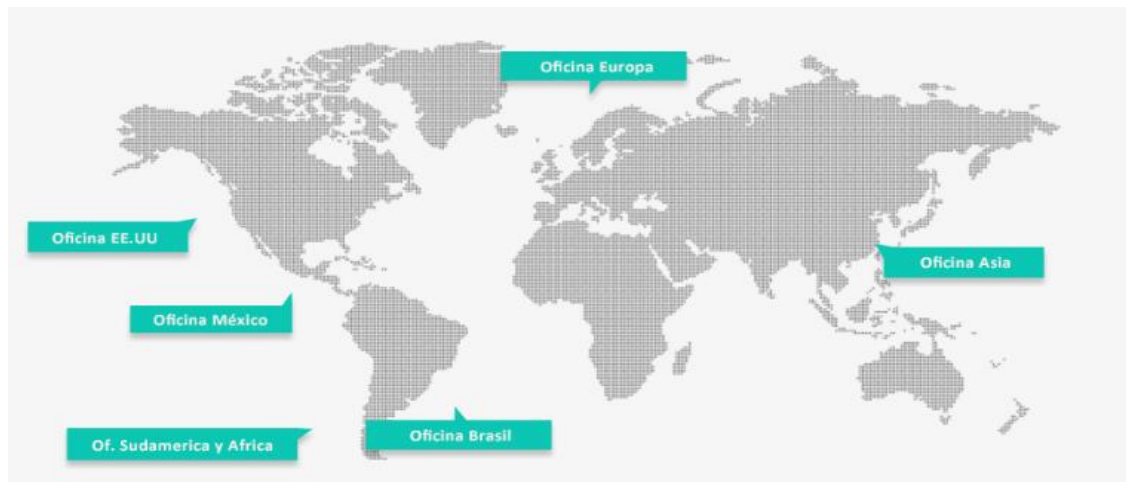 Oficina Europa
Oficina EE.UU
Oficina Asia
Oficina México
Of. Sudamerica y Africa
Oficina Brasil